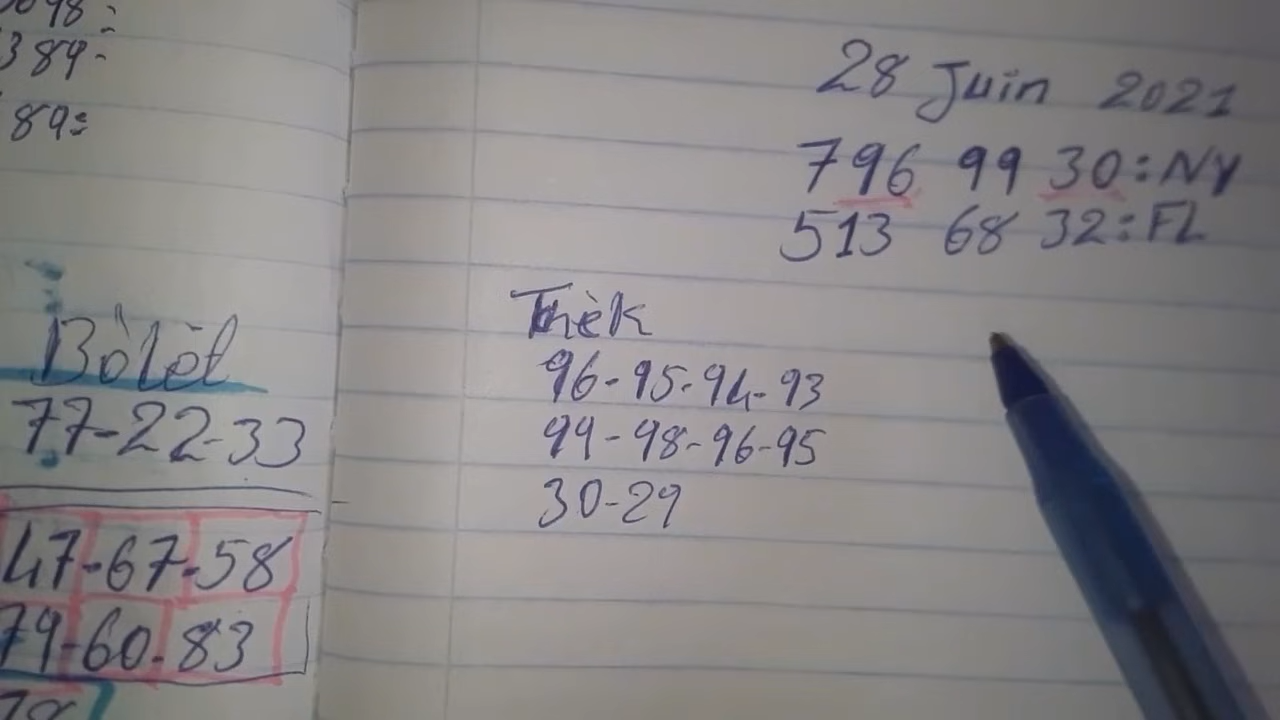 384-
89=
Bòlèt
77-22-33
47-67-58
79-60-83
28 Juin 2021
796 99 30:NY
513 68 32:FL
Thèk
96-95-94-93
99-98-96-95
30-29